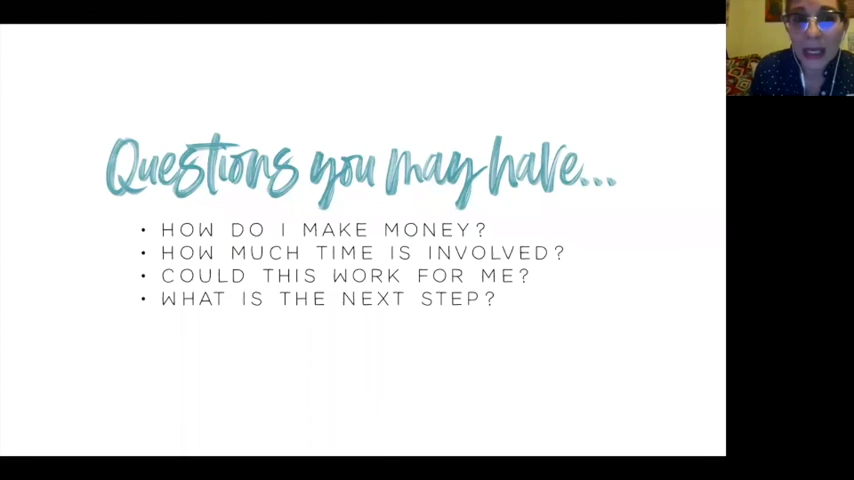 Questions you may have...
• HOW DO I MAKE MONEY?
• HOW MUCH TIME IS INVOLVED?
• COULD THIS WORK FOR ME?
• WHAT IS THE NEXT STEP?